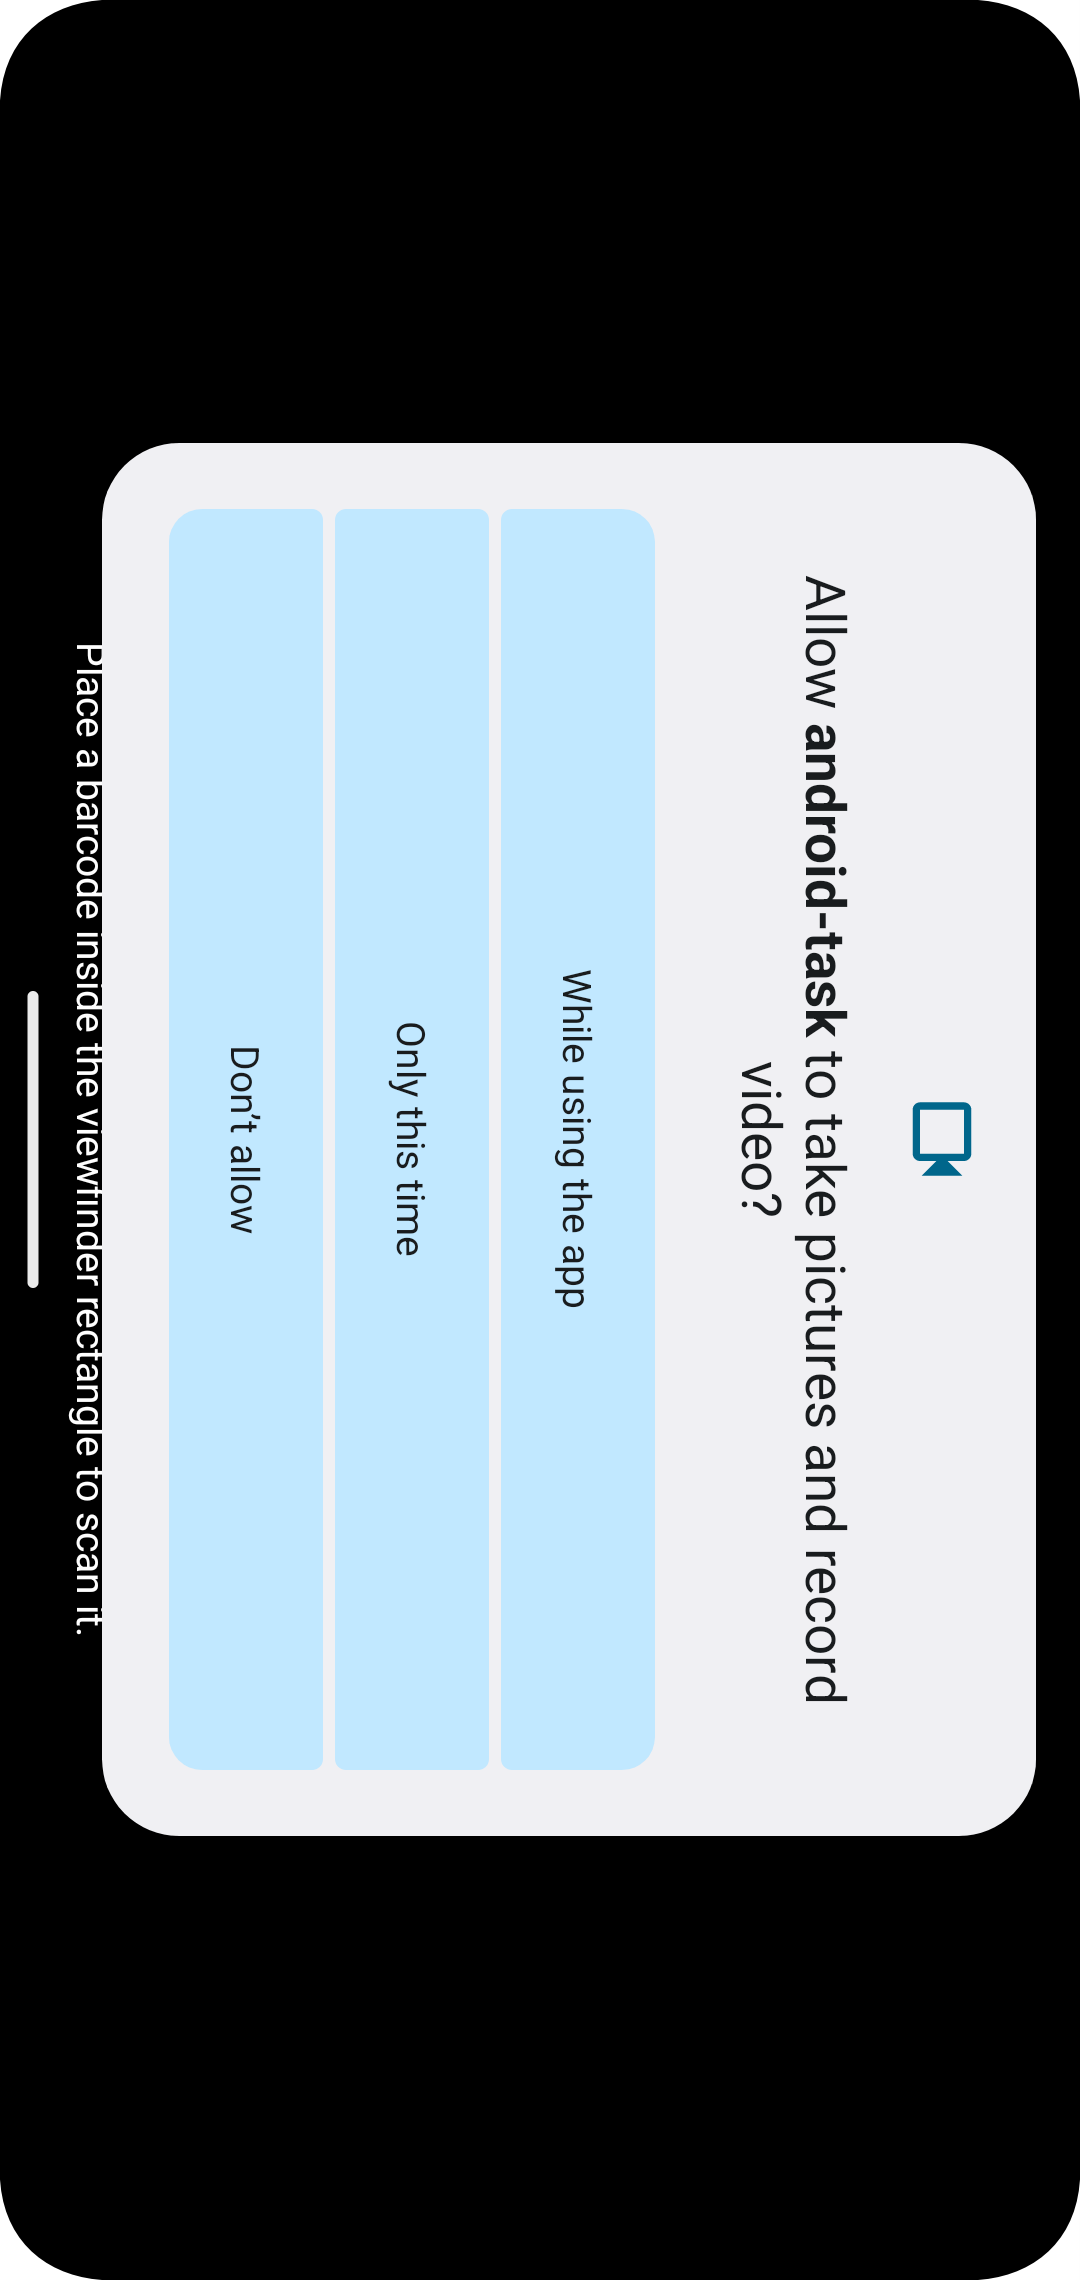 Allow android-task to take pictures and record
video?
While using the app
Only this time
Don't allow
Place a barcode inside the viewfinder rectangle to scan it.